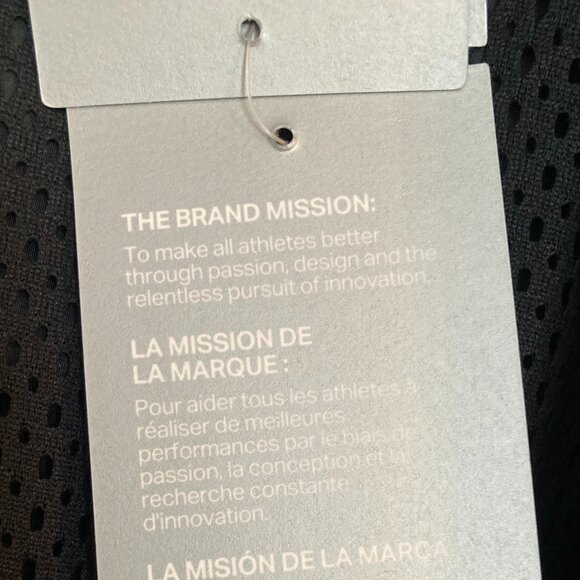 THE BRAND MISSION:
To make all athletes better
through passion, design and the
relentless pursuit of innovation.
LA MISSION DE
LA MARQUE :
Pour aider tous les athlètes à
réaliser de meilleures
performances par le biais de
passion, la conception et la
recherche constante
d'innovation.
LA MISIÓN DE LA MARCA